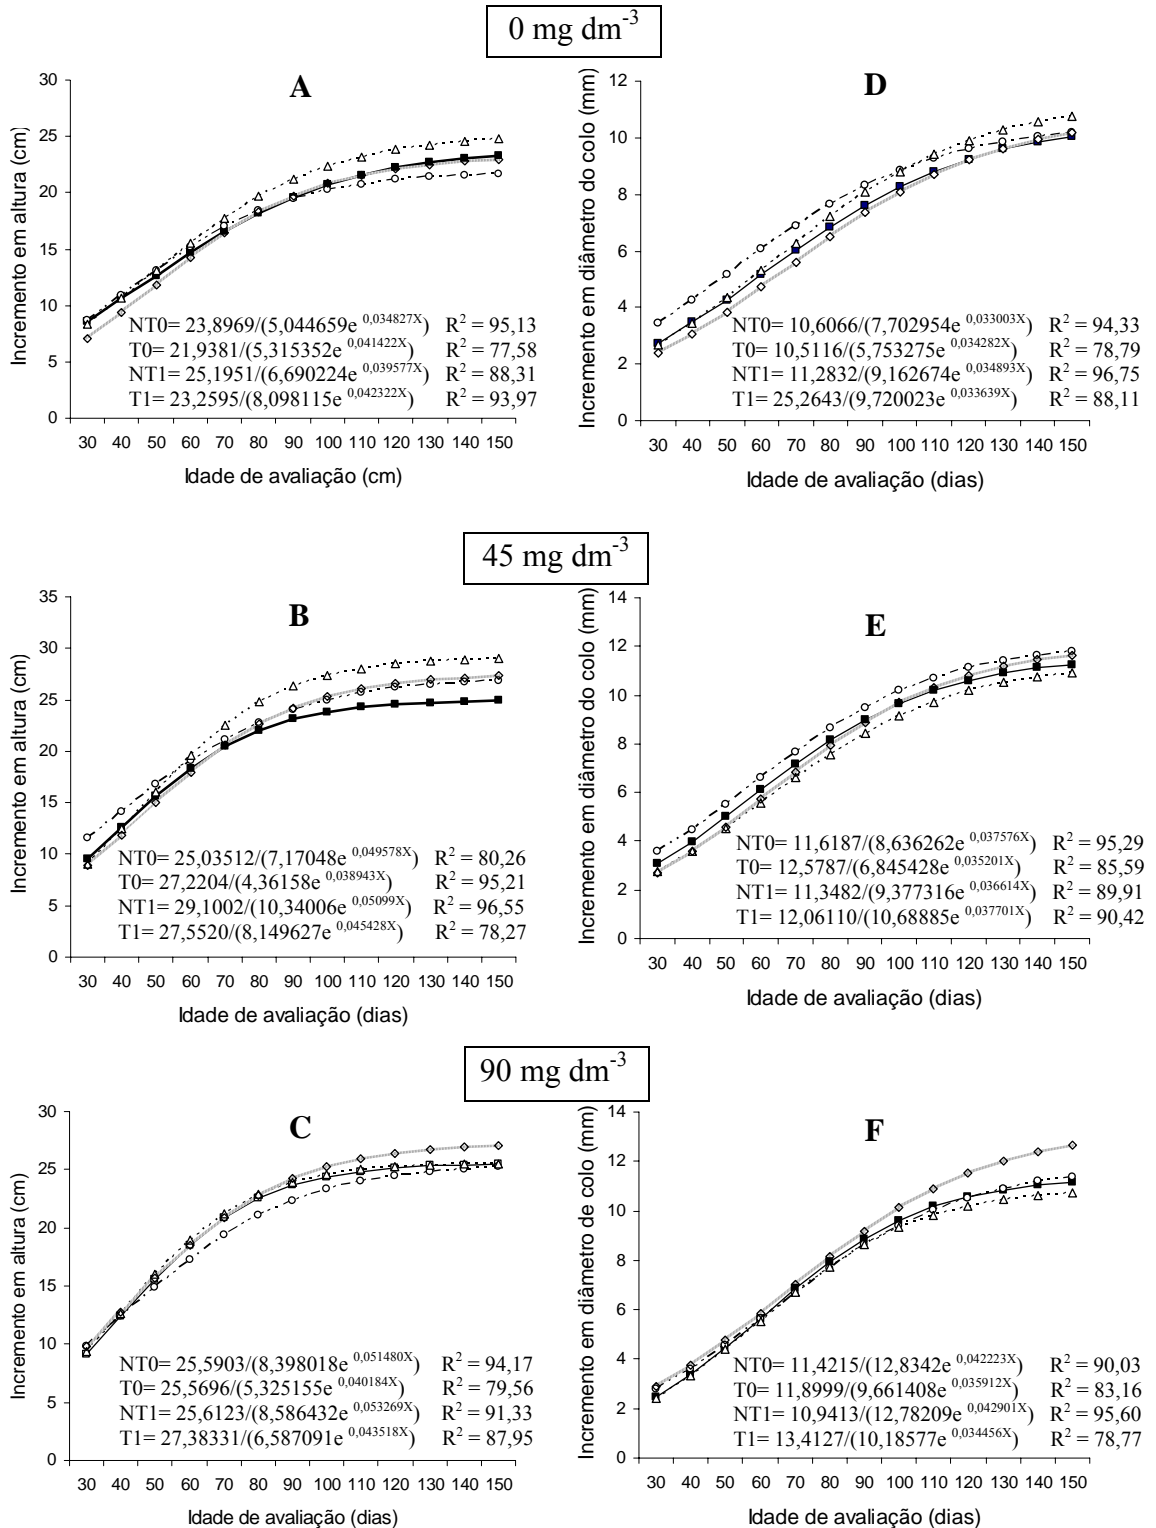 0 mg dm-3
A
Incremento em altura (cm)
30
25
20
15
10
5
0
NT0= 23,8969/(5,044659e 0,034827X) R2 = 95,13
T0= 21,9381/(5,315352e 0,041422X) R2 = 77,58
NT1= 25,1951/(6,690224e 0,039577X) R2 = 88,31
T1= 23,2595/(8,098115e 0,042322X) R2 = 93,97
30 40 50 60 70 80 90 100 110 120 130 140 150
Idade de avaliação (cm)
D
Incremento em diâmetro do colo (mm)
12
10
8
6
4
2
0
NT0= 10,6066/(7,702954e 0,033003X) R2 = 94,33
T0= 10,5116/(5,753275e 0,034282X) R2 = 78,79
NT1= 11,2832/(9,162674e 0,034893X) R2 = 96,75
T1= 25,2643/(9,720023e 0,033639X) R2 = 88,11
30 40 50 60 70 80 90 100 110 120 130 140 150
Idade de avaliação (dias)
45 mg dm-3
B
Incremento em altura (cm)
35
30
25
20
15
10
5
0
NT0= 25,03512/(7,17048e 0,049578X) R2 = 80,26
T0= 27,2204/(4,36158e 0,038943X) R2 = 95,21
NT1= 29,1002/(10,34006e 0,05099X) R2 = 96,55
T1= 27,5520/(8,149627e 0,045428X) R2 = 78,27
30 40 50 60 70 80 90 100 110 120 130 140 150
Idade de avaliação (dias)
E
Incremento em diâmetro do colo (mm)
14
12
10
8
6
4
2
0
NT0= 11,6187/(8,636262e 0,037576X) R2 = 95,29
T0= 12,5787/(6,845428e 0,035201X) R2 = 85,59
NT1= 11,3482/(9,377316e 0,036614X) R2 = 89,91
T1= 12,06110/(10,68885e 0,037701X) R2 = 90,42
30 40 50 60 70 80 90 100 110 120 130 140 150
Idade de avaliação (dias)
90 mg dm-3
C
Incremento em altura (cm)
30
25
20
15
10
5
0
NT0= 25,5903/(8,398018e 0,051480X) R2 = 94,17
T0= 25,5696/(5,325155e 0,040184X) R2 = 79,56
NT1= 25,6123/(8,586432e 0,053269X) R2 = 91,33
T1= 27,38331/(6,587091e 0,043518X) R2 = 87,95
30 40 50 60 70 80 90 100 110 120 130 140 150
Idade de avaliação (dias)
F
Incremento em diâmetro de colo (mm)
14
12
10
8
6
4
2
0
NT0= 11,4215/(12,8342e 0,042223X) R2 = 90,03
T0= 11,8999/(9,661408e 0,035912X) R2 = 83,16
NT1= 10,9413/(12,78209e 0,042901X) R2 = 95,60
T1= 13,4127/(10,18577e 0,034456X) R2 = 78,77
30 40 50 60 70 80 90 100 110 120 130 140 150
Idade de avaliação (dias)